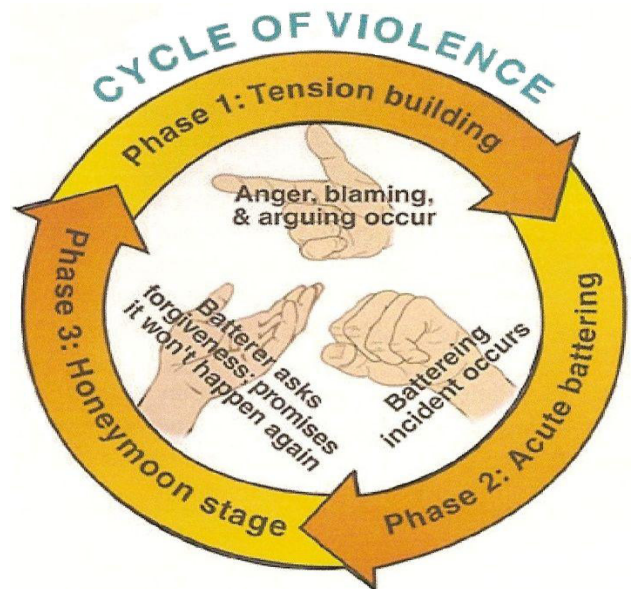 CYCLE OF VIOLENCE
Phase 1: Tension building
Anger, blaming,
& arguing occur
Phase 2: Acute battering
Battereing
incident occurs
Phase 3: Honeymoon stage
Batterer asks
forgiveness; promises
it won't happen again